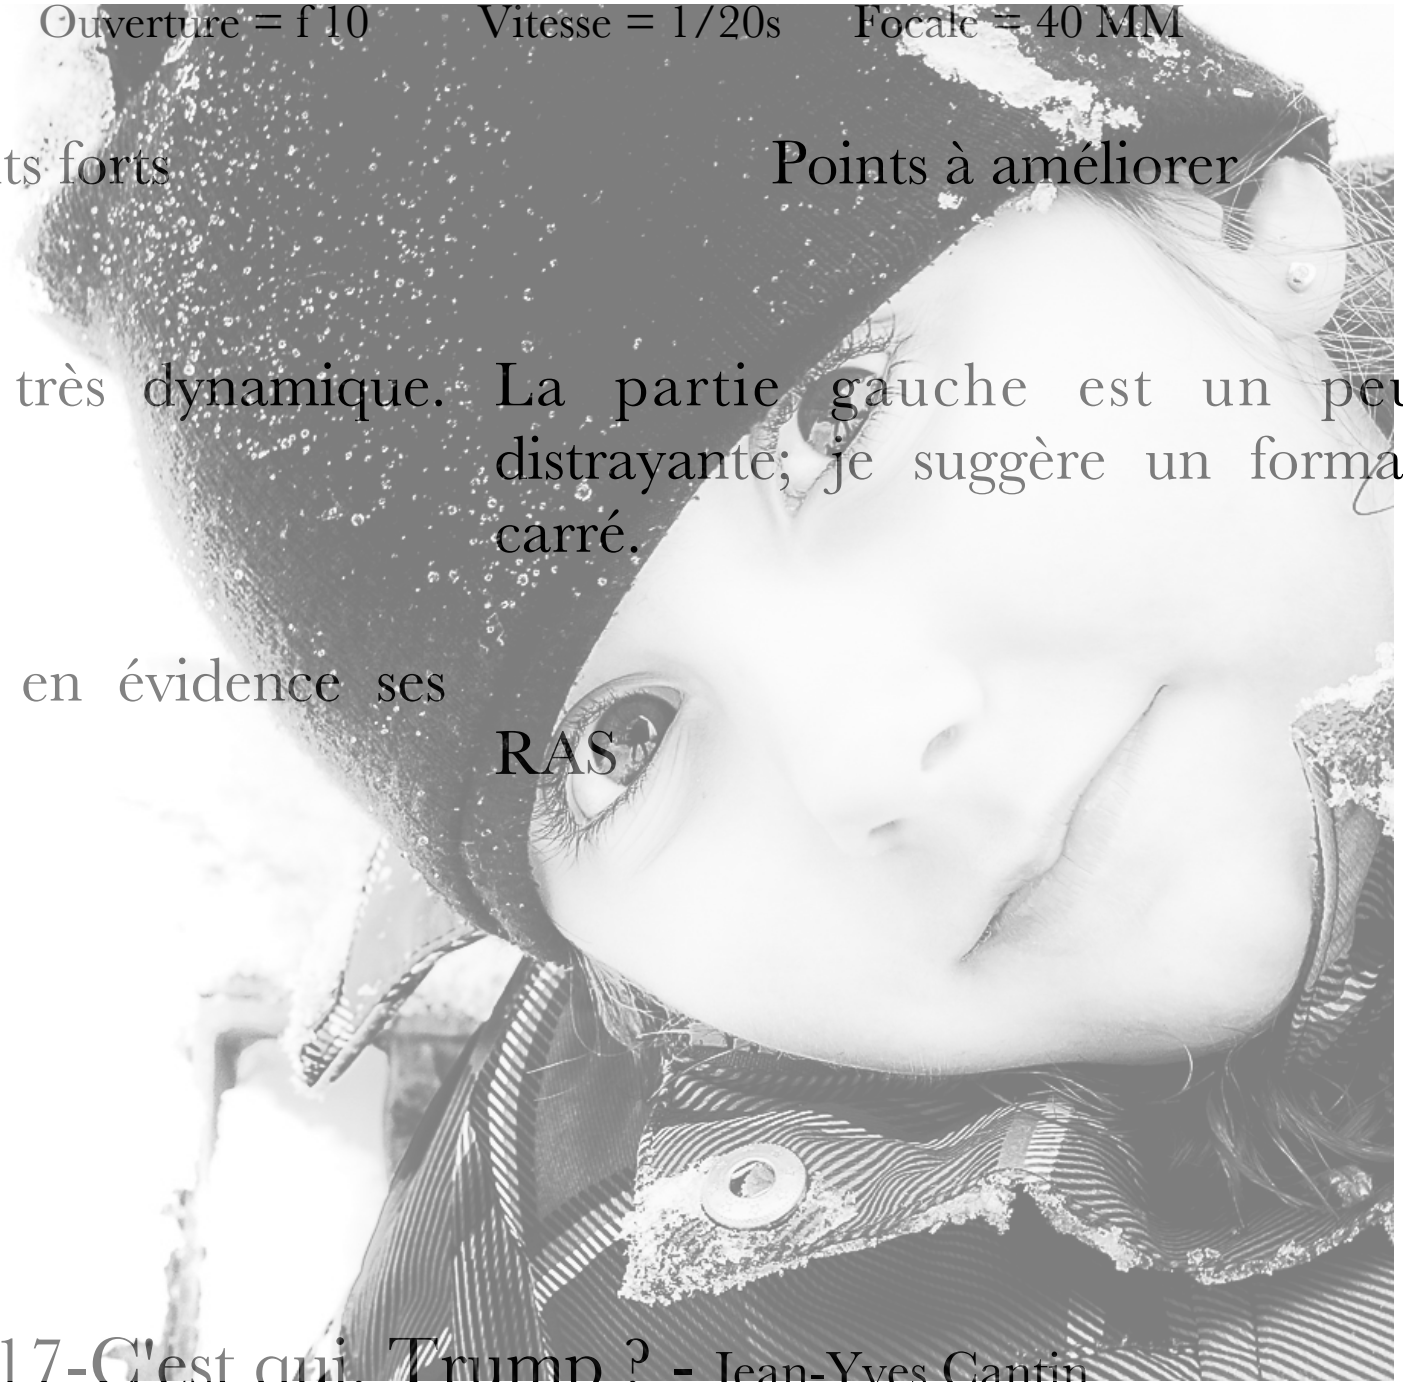 Ouverture = f 10 Vitesse = 1/20s Focale = 40 MM
ts forts Points à améliorer
très dynamique. La partie gauche est un peu
distrayante; je suggère un forma
carré.
en évidence ses
RAS
17-C'est qui, Trump ? - Jean-Yves Cantin